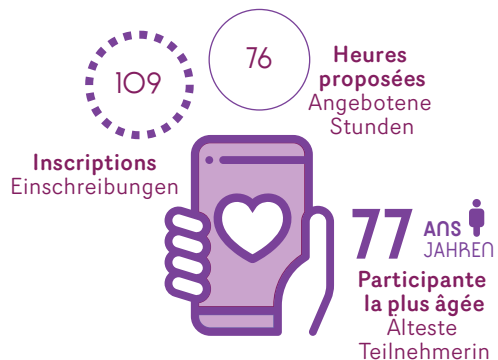 109
Inscriptions
Einschreibungen
76
Heures
proposées
Angebotene
Stunden
77 ANS
JAHREN
Participante
la plus âgée
Älteste
Teilnehmerin